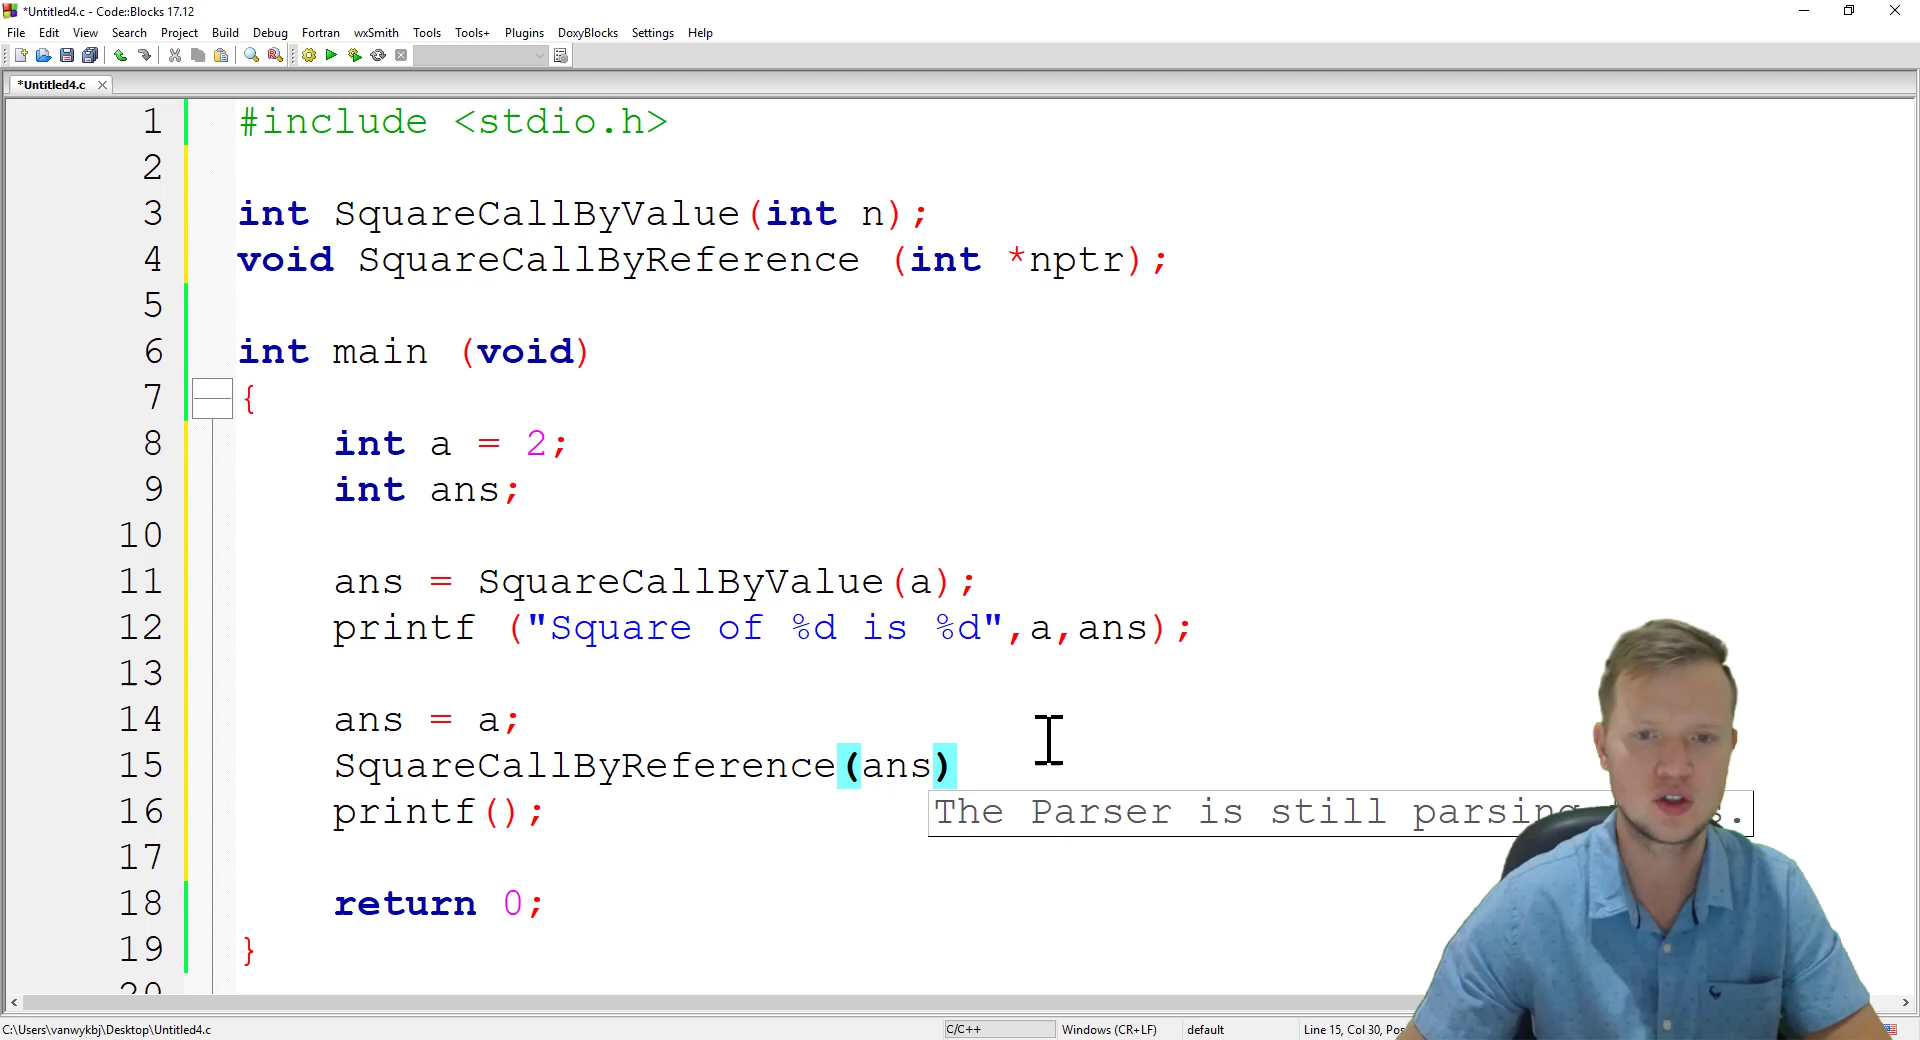 *Untitled4.c - Code::Blocks 17.12
File Edit View Search Project Build Debug Fortran wxSmith Tools Tools+ Plugins DoxyBlocks Settings Help
*Untitled4.c
1 #include <stdio.h>
2
3 int SquareCallByValue(int n);
4 void SquareCallByReference (int *nptr);
5
6 int main (void)
7 {
8 int a = 2;
9 int ans;
10
11 ans = SquareCallByValue(a);
12 printf ("Square of %d is %d",a,ans);
13
14 ans = a;
15 SquareCallByReference(ans)
16 printf();
The Parser is still parsing
17
18 return 0;
19 }
20
C:\Users\vanwykbj\Desktop\Untitled4.c C/C++ Windows (CR+LF) default Line 15, Col 30,